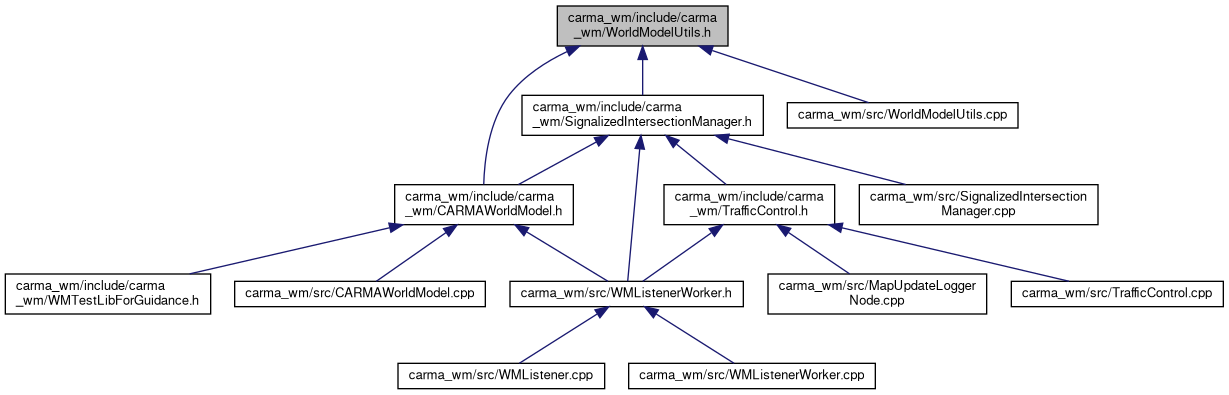 carma_wm/include/carma
_wm/WorldModelUtils.h
carma_wm/include/carma
_wm/SignalizedIntersectionManager.h
carma_wm/src/WorldModelUtils.cpp
carma_wm/include/carma
_wm/CARMAWorldModel.h
carma_wm/include/carma
_wm/TrafficControl.h
carma_wm/src/SignalizedIntersection
Manager.cpp
carma_wm/include/carma
_wm/WMTestLibForGuidance.h
carma_wm/src/CARMAWorldModel.cpp
carma_wm/src/WMListenerWorker.h
carma_wm/src/MapUpdateLogger
Node.cpp
carma_wm/src/TrafficControl.cpp
carma_wm/src/WMListener.cpp
carma_wm/src/WMListenerWorker.cpp